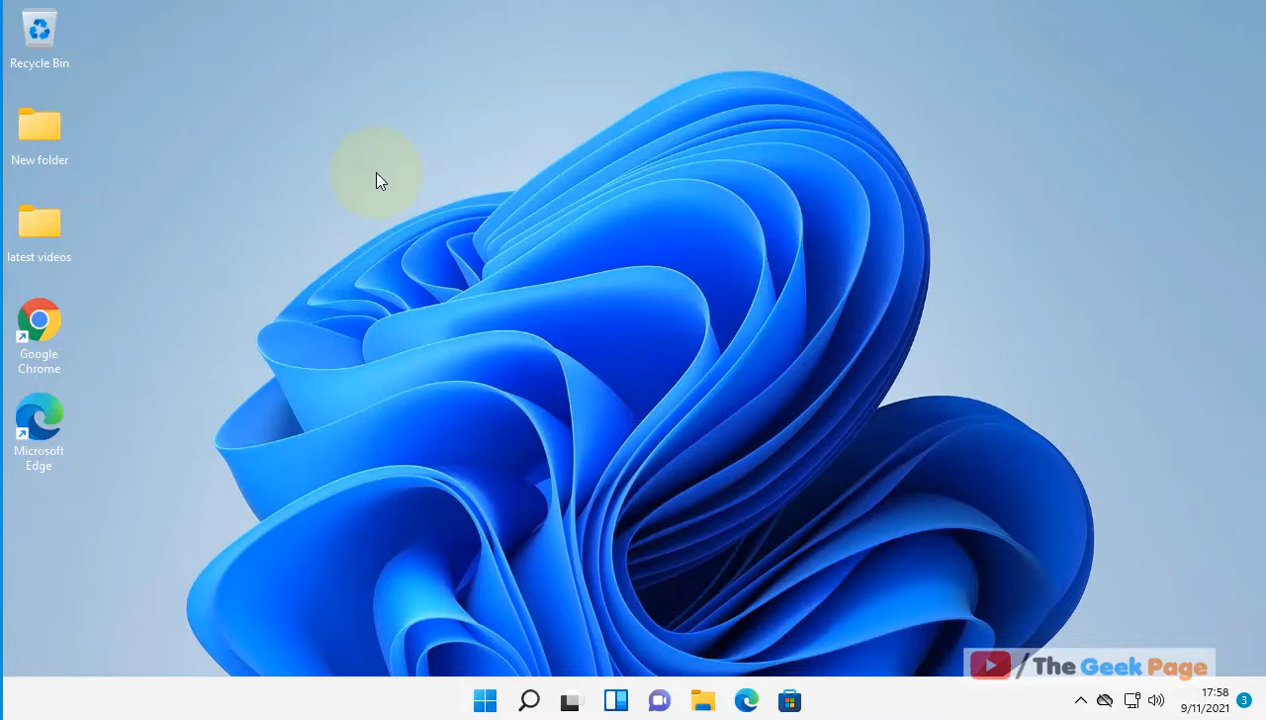 Recycle Bin
New folder
latest videos
Google
Chrome
Microsoft
Edge
/ The Geek Page
17:58
9/11/2021
3